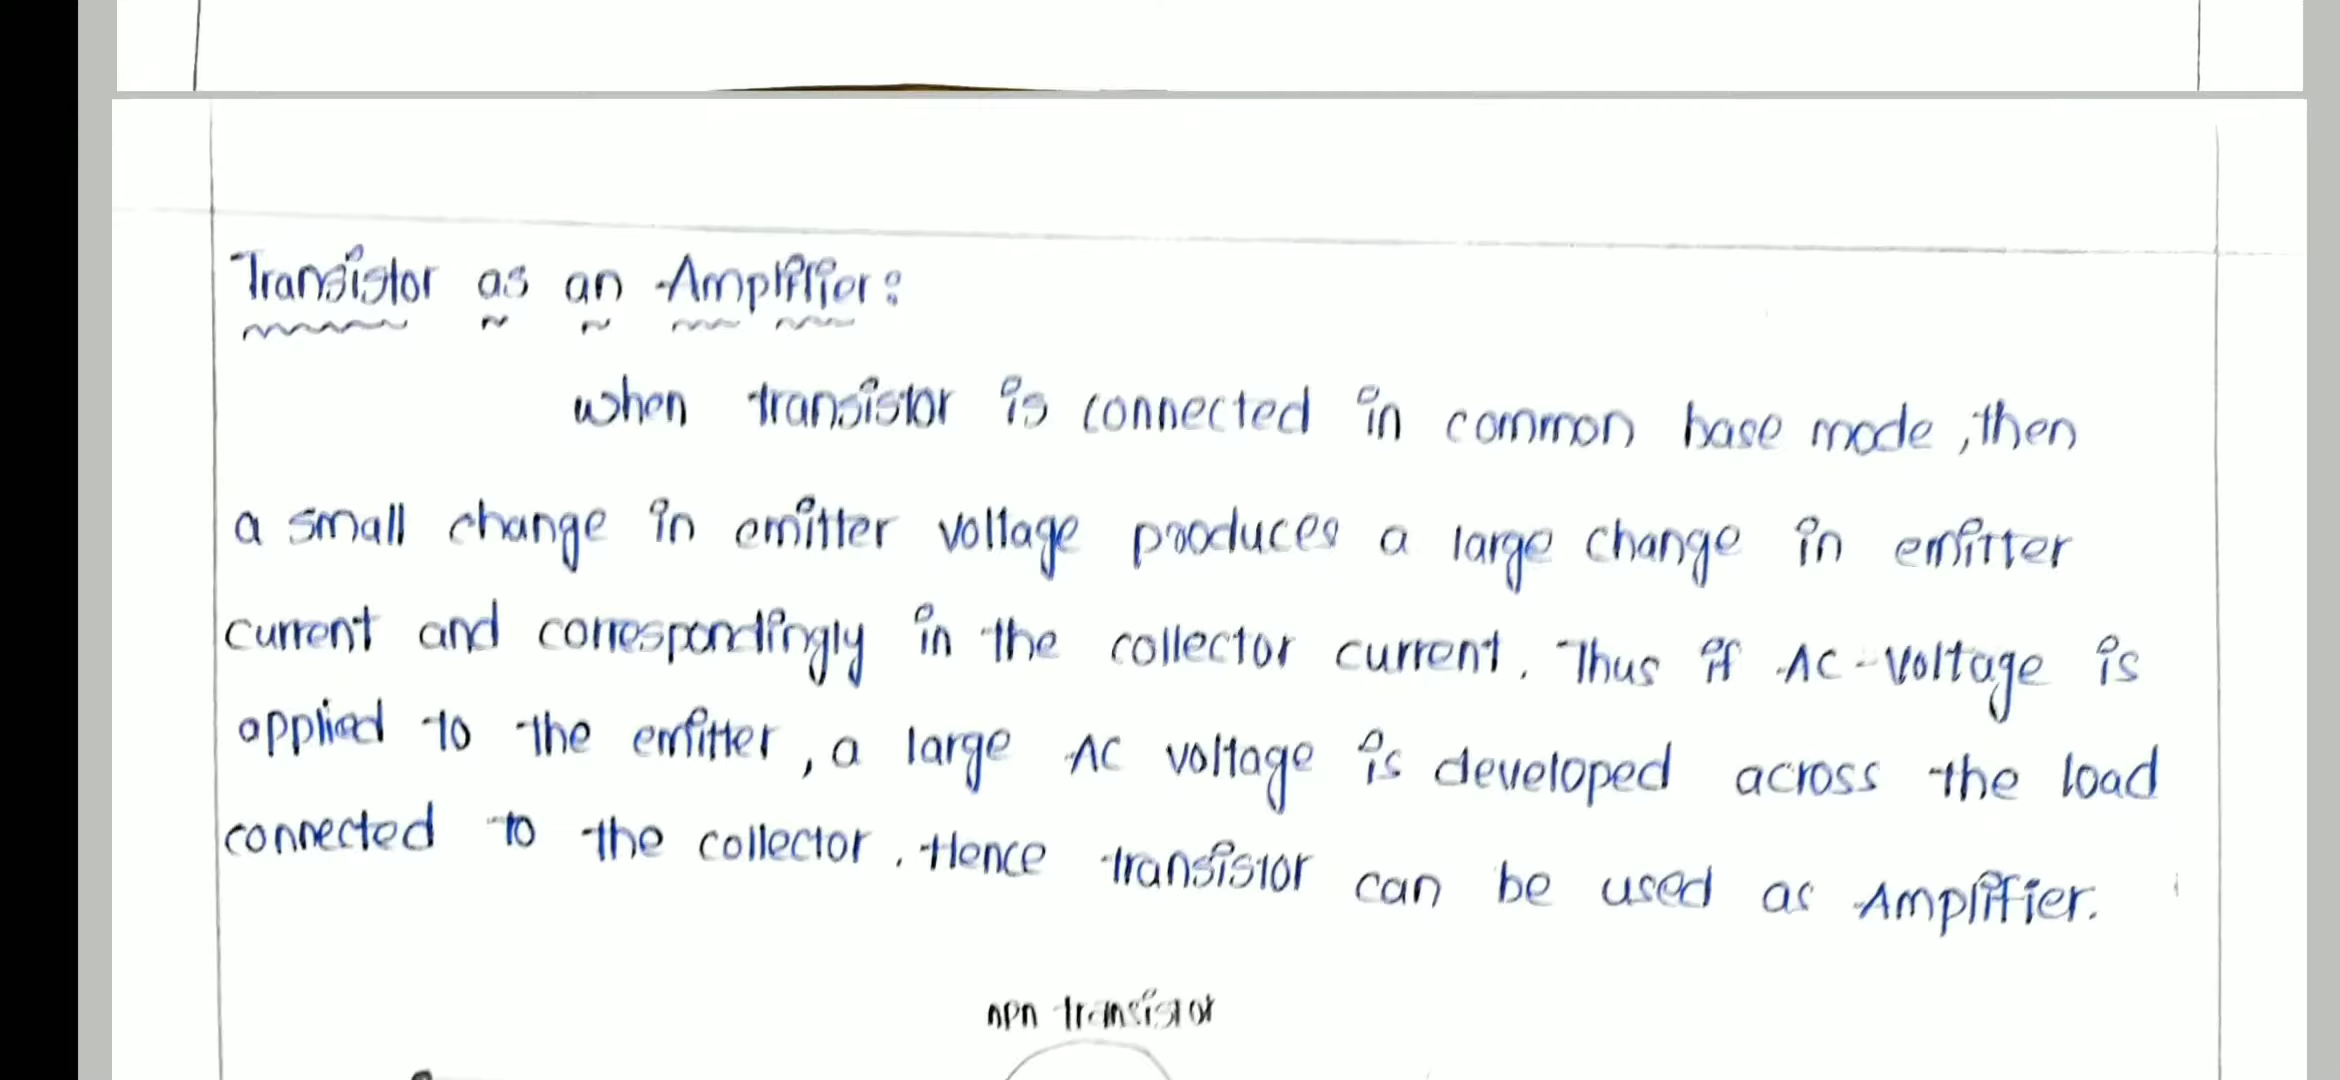 Transistor as an Amplifier:
when transistor is connected in common base mode, then
a small change in emitter voltage produces a large change in emitter
current and correspondingly in the collector current. Thus if AC-Voltage is
applied to the emitter, a large AC voltage is developed across the load
connected to the collector. Hence transistor can be used as Amplifier.
npn transistor